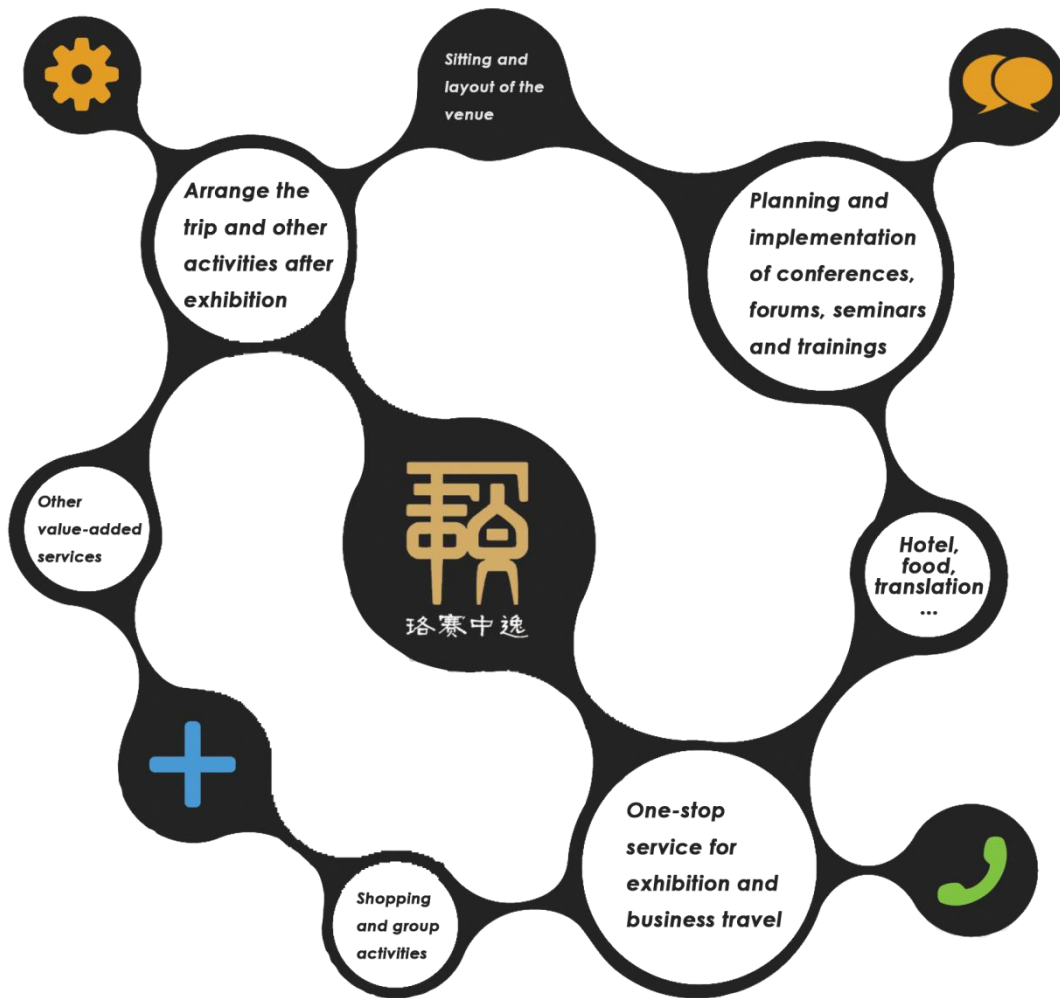 Sitting and
layout of the
venue
Arrange the
trip and other
activities after
exhibition
Planning and
implementation
of conferences,
forums, seminars
and trainings
Other
value-added
services
珞赛中逸
Hotel,
food,
translation
...
One-stop
service for
exhibition and
business travel
Shopping
and group
activities